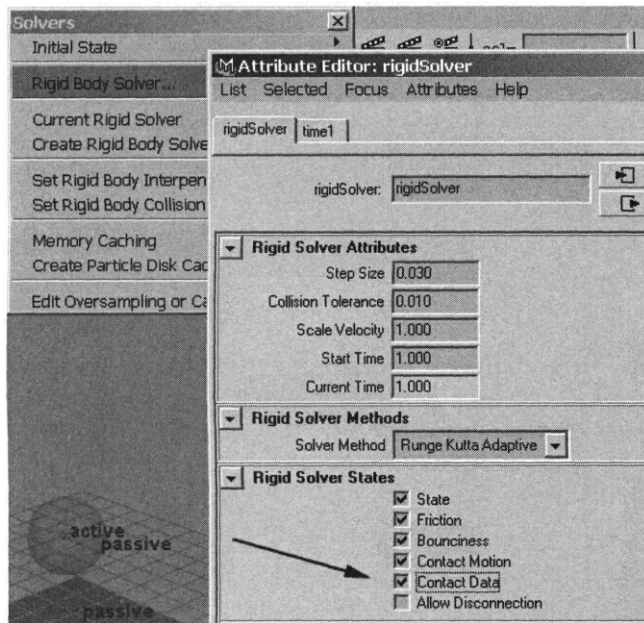 Solvers
Initial State
Rigid Body Solver...
Current Rigid Solver
Create Rigid Body Solve
Set Rigid Body Interpen
Set Rigid Body Collision
Memory Caching
Create Particle Disk Cac
Edit Oversampling or Ca
Attribute Editor: rigidSolver
List Selected Focus Attributes Help
rigidSolver time1
rigidSolver: rigidSolver
Rigid Solver Attributes
Step Size 0.030
Collision Tolerance 0.010
Scale Velocity 1.000
Start Time 1.000
Current Time 1.000
Rigid Solver Methods
Solver Method Runge Kutta Adaptive
Rigid Solver States
State
Friction
Bounciness
Contact Motion
Contact Data
Allow Disconnection
active
passive
passive